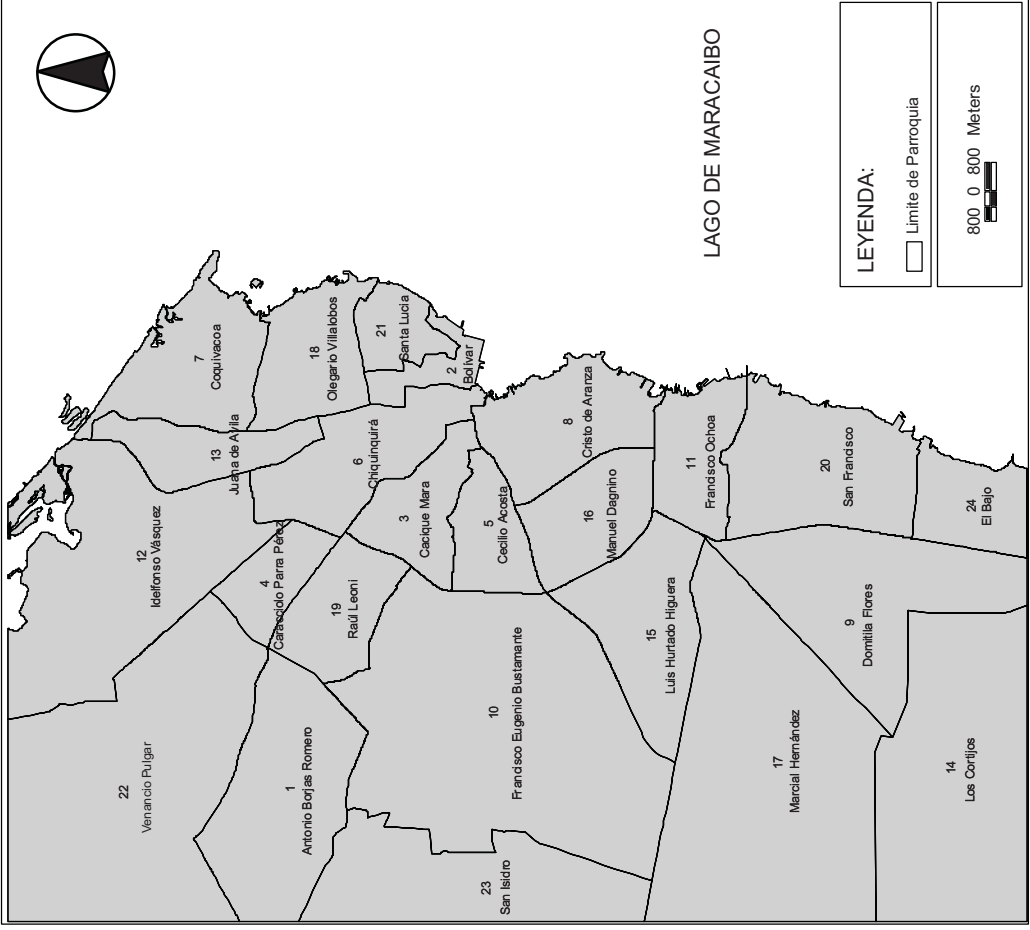 22
Venancio Pulgar
12
Idelfonso Vásquez
7
Coquivacoa
13
Juana de Avila
18
Olegario Villalobos
1
Antonio Borjas Romero
4
Caracciolo Parra Pérez
19
Raúl Leoni
6
Chiquinquirá
21
Santa Lucía
2
Bolívar
3
Cacique Mara
5
Cecilio Acosta
23
San Isidro
10
Francisco Eugenio Bustamante
8
Cristo de Aranza
16
Manuel Dagnino
15
Luis Hurtado Higuera
11
Francisco Ochoa
17
Marcial Hernández
9
Domitila Flores
20
San Francisco
14
Los Cortijos
24
El Bajo
LAGO DE MARACAIBO
LEYENDA:
Limite de Parroquia
800 0 800 Meters